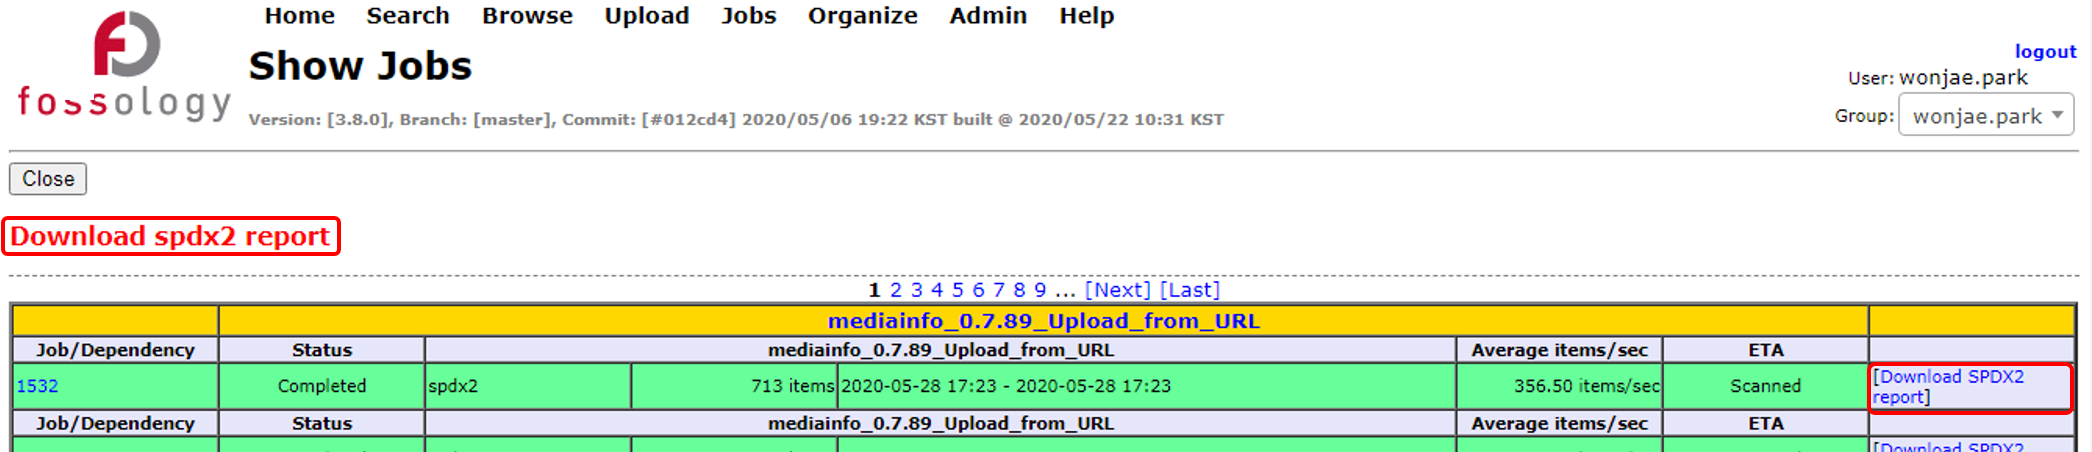 Home Search Browse Upload Jobs Organize Admin Help
fossology
Show Jobs
logout
User: wonjae.park
Version: [3.8.0], Branch: [master], Commit: [#012cd4] 2020/05/06 19:22 KST built @ 2020/05/22 10:31 KST
Group: wonjae.park
Close
Download spdx2 report
1 2 3 4 5 6 7 8 9 ... [Next] [Last]
mediainfo_0.7.89_Upload_from_URL
Job/Dependency Status mediainfo_0.7.89_Upload_from_URL Average items/sec ETA
1532 Completed spdx2 713 items 2020-05-28 17:23 - 2020-05-28 17:23 356.50 items/sec Scanned [Download SPDX2
report]
Job/Dependency Status mediainfo_0.7.89_Upload_from_URL Average items/sec ETA
[Download SPDX2